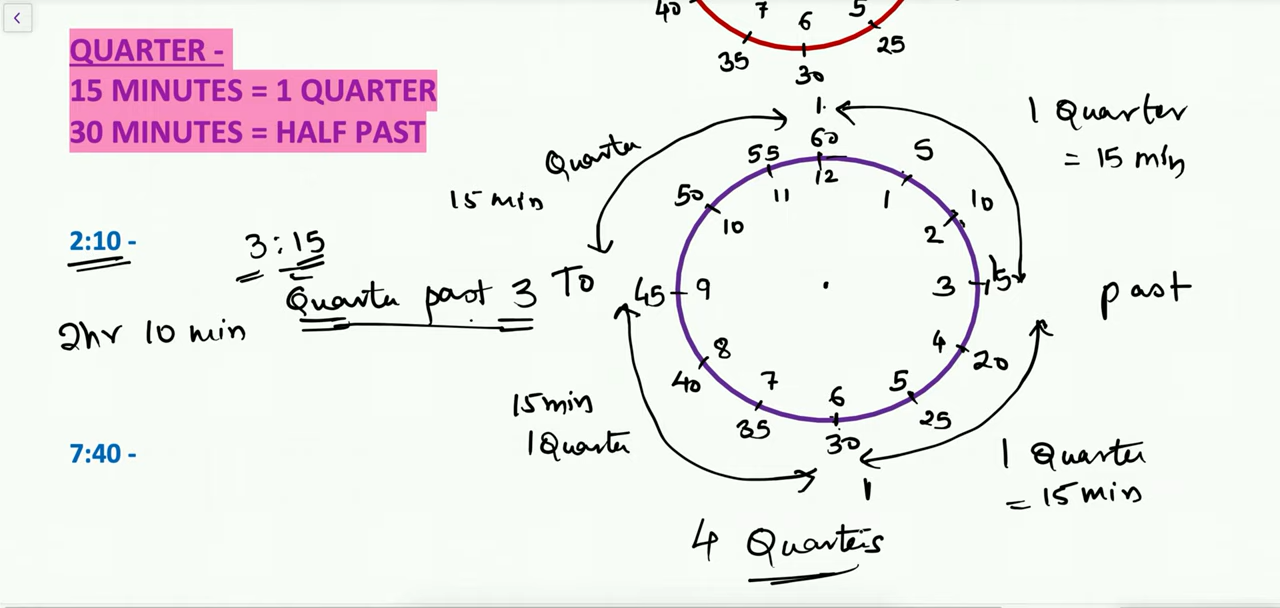 40
7
6
5
35
30
25
QUARTER -
15 MINUTES = 1 QUARTER
30 MINUTES = HALF PAST
1 Quarter
= 15 min
Quarter
15 min
60
55
5
50
10
12
11
1
10
2
2:10 -
3:15
Quarter past 3
To
45
9
3
15
past
2hr 10 min
8
4
20
40
7
5
6
35
25
30
15min
1 Quarter
7:40 -
1 Quarter
= 15 min
4 Quarters